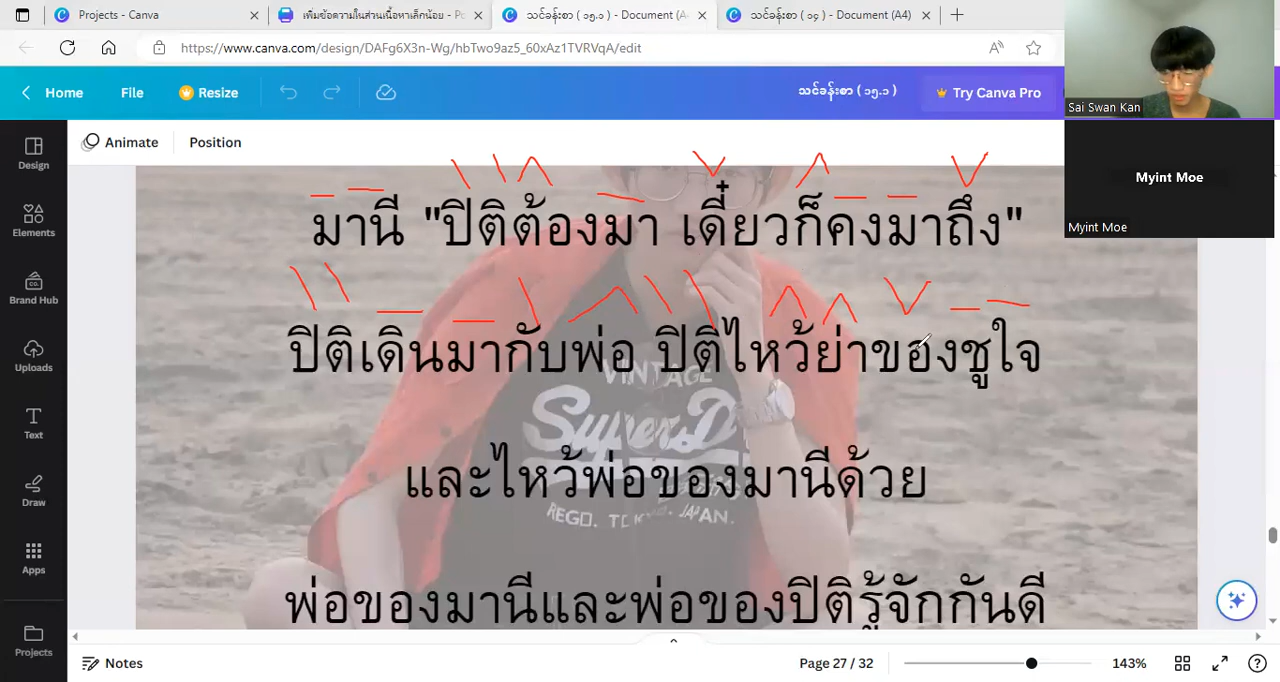 Projects - Canva
เพิ่มข้อความในส่วนเนื้อหาเล็กน้อย - Po
သင်ခန်းစာ (၁၅.၁) - Document (A4
သင်ခန်းစာ (၁၄) - Document (A4)
https://www.canva.com/design/DAFg6X3n-Wg/hbTwo9az5_60xAz1TVRVqA/edit
Home
File
Resize
သင်ခန်းစာ (၁၅.၁)
Try Canva Pro
Sai Swan Kan
Myint Moe
Myint Moe
Design
Elements
Brand Hub
Uploads
Text
Draw
Apps
Projects
Animate
Position
มานี "ปิติต้องมา เดี๋ยวก็คงมาถึง"
ปิติเดินมากับพ่อ ปิติไหว้ย่าของชูใจ
และไหว้พ่อของมานีด้วย
พ่อของมานีและพ่อของปิติรู้จักกันดี
VINTAGE
Superdry
REGD. TOKYO. JAPAN.
Notes
Page 27 / 32
143%